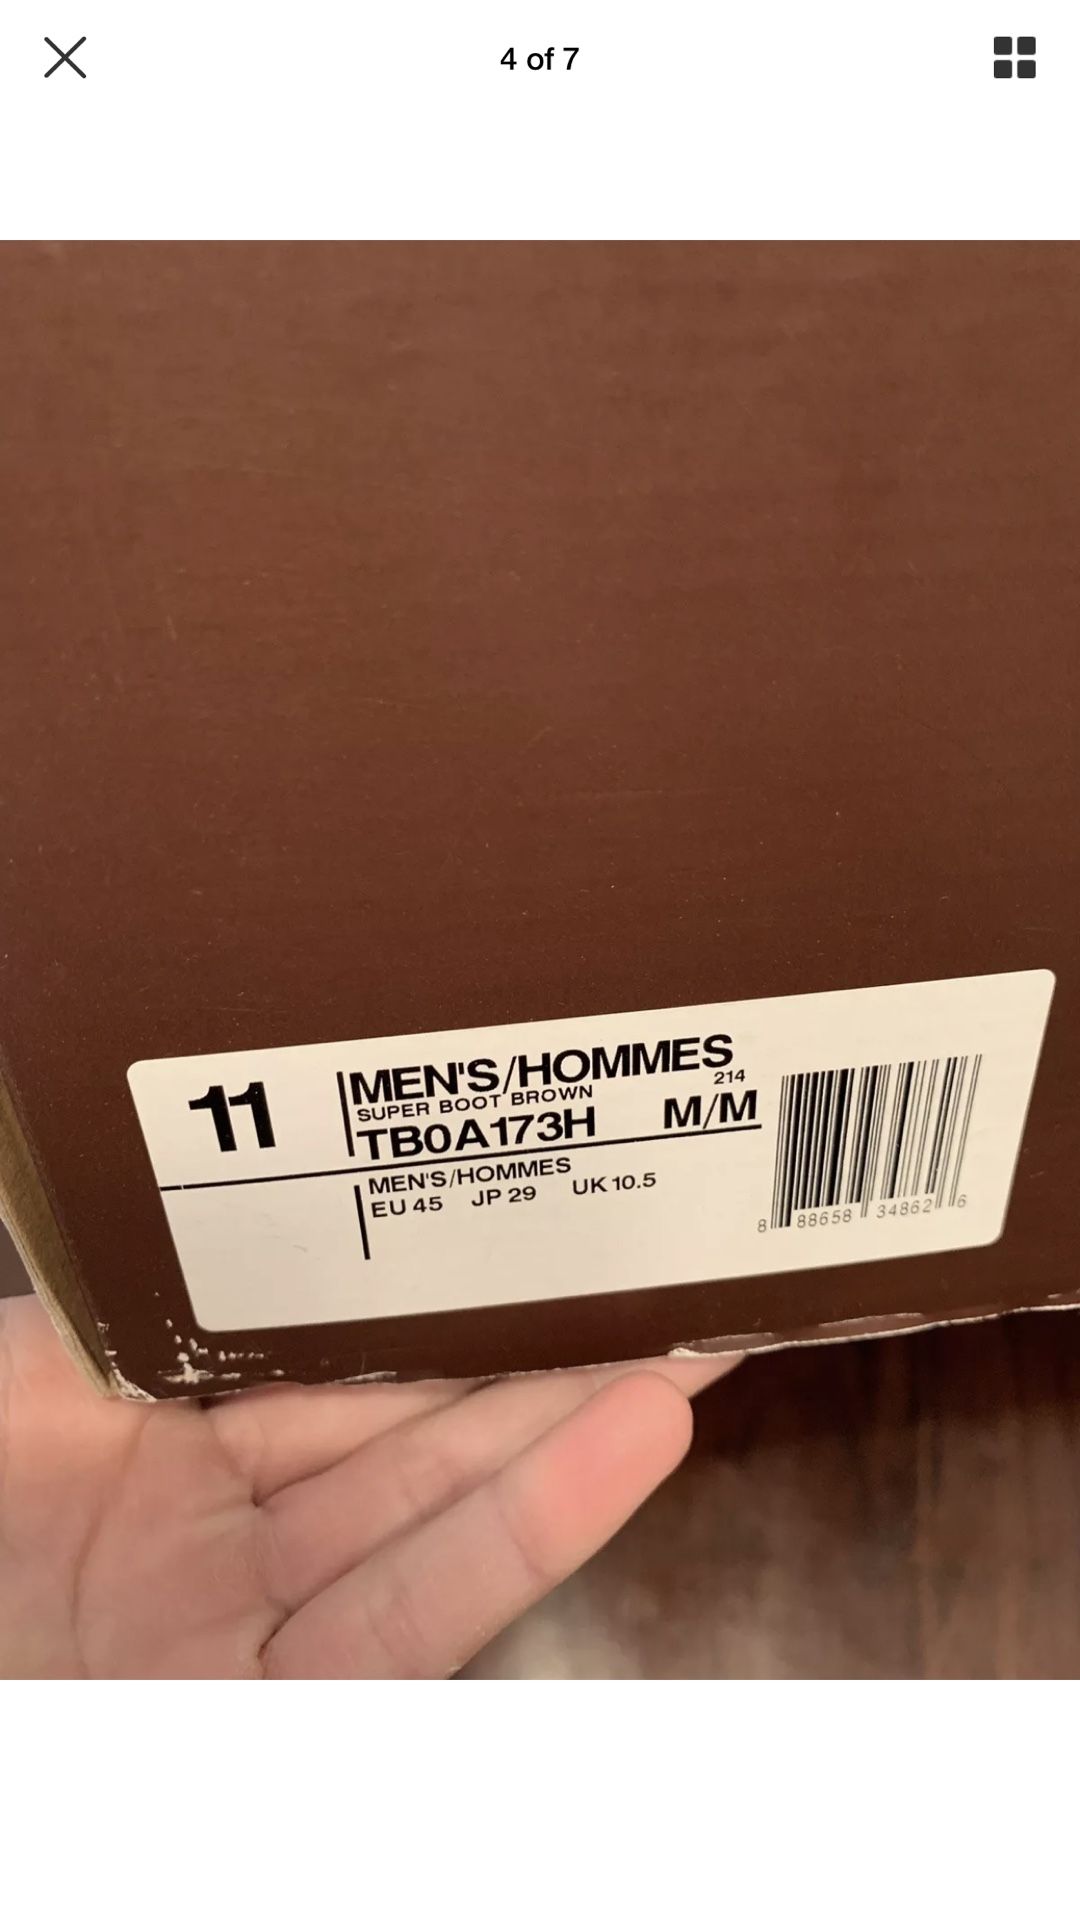 4 of 7
11
MEN'S/HOMMES
SUPER BOOT BROWN 214
TB0A173H M/M
MEN'S/HOMMES
EU 45 JP 29 UK 10.5
8 88658 34862 6